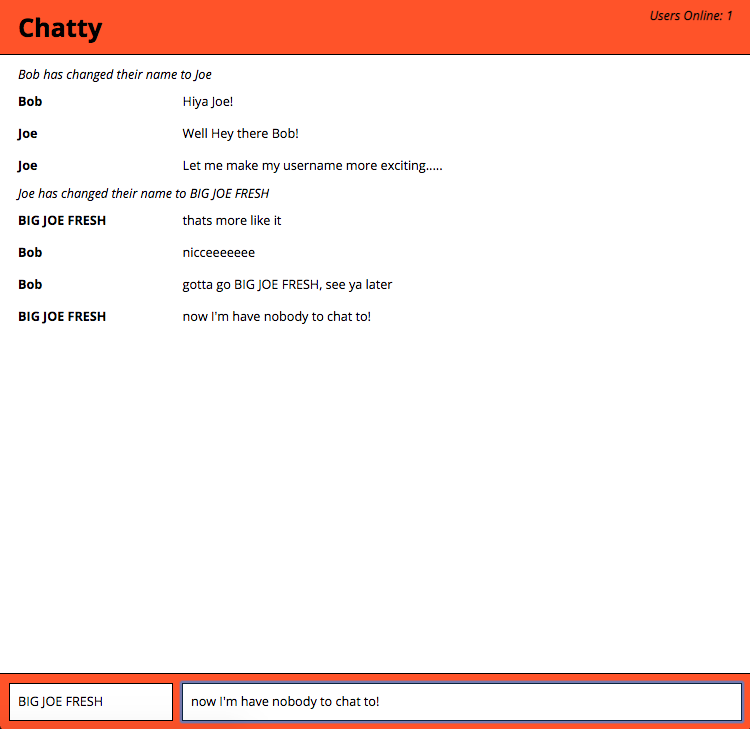 Chatty
Users Online: 1
Bob has changed their name to Joe
Bob Hiya Joe!
Joe Well Hey there Bob!
Joe Let me make my username more exciting.....
Joe has changed their name to BIG JOE FRESH
BIG JOE FRESH thats more like it
Bob nicceeeeeee
Bob gotta go BIG JOE FRESH, see ya later
BIG JOE FRESH now I'm have nobody to chat to!
BIG JOE FRESH now I'm have nobody to chat to!